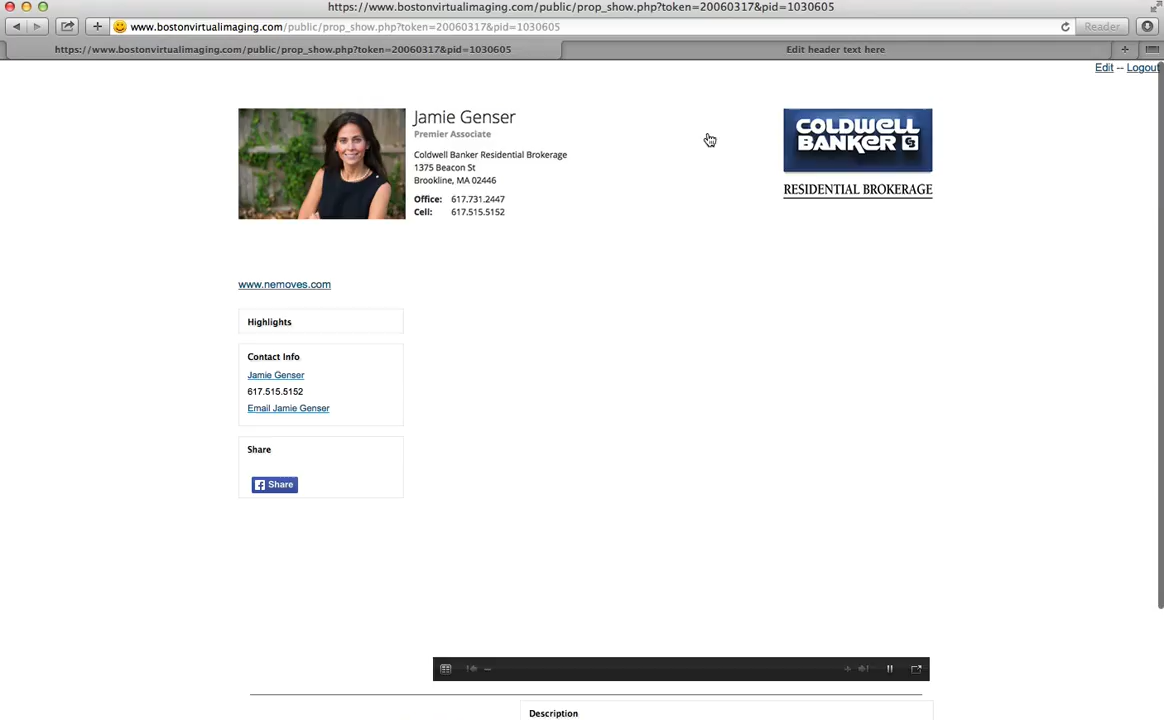 https://www.bostonvirtualimaging.com/public/prop_show.php?token=20060317&pid=1030605
www.bostonvirtualimaging.com/public/prop_show.php?token=20060317&pid=1030605
Reader
https://www.bostonvirtualimaging.com/public/prop_show.php?token=20060317&pid=1030605
Edit header text here
Edit -- Logout
Jamie Genser
Premier Associate
Coldwell Banker Residential Brokerage
1375 Beacon St
Brookline, MA 02446
Office: 617.731.2447
Cell: 617.515.5152
COLDWELL
BANKER CB
RESIDENTIAL BROKERAGE
www.nemoves.com
Highlights
Contact Info
Jamie Genser
617.515.5152
Email Jamie Genser
Share
Share
Description